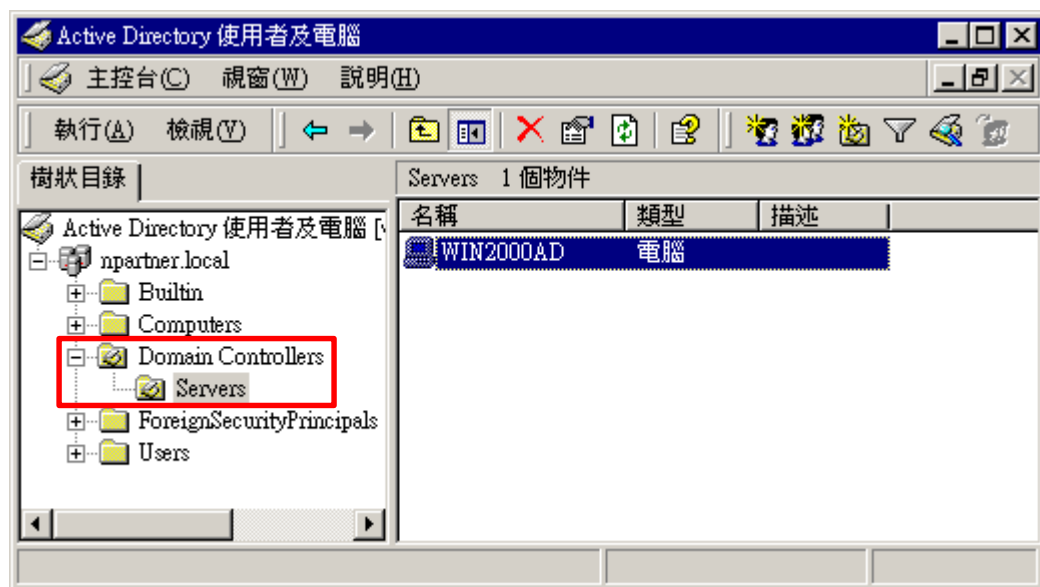 Active Directory 使用者及電腦
主控台(C) 視窗(W) 說明(H)
執行(A) 檢視(V)
樹狀目錄
Servers 1 個物件
名稱 類型 描述
Active Directory 使用者及電腦 [
WIN2000AD 電腦
npartner.local
Builtin
Computers
Domain Controllers
Servers
ForeignSecurityPrincipals
Users